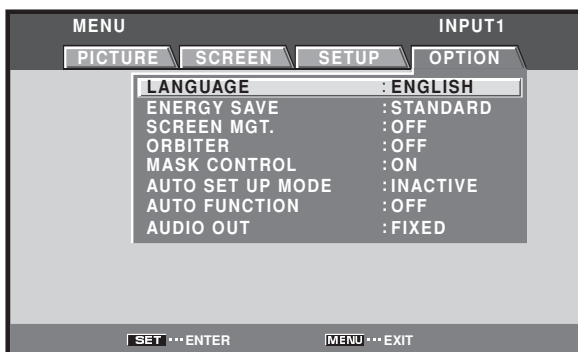 MENU INPUT1
PICTURE SCREEN SETUP OPTION
LANGUAGE : ENGLISH
ENERGY SAVE : STANDARD
SCREEN MGT. : OFF
ORBITER : OFF
MASK CONTROL : ON
AUTO SET UP MODE : INACTIVE
AUTO FUNCTION : OFF
AUDIO OUT : FIXED
SET ··· ENTER MENU ··· EXIT